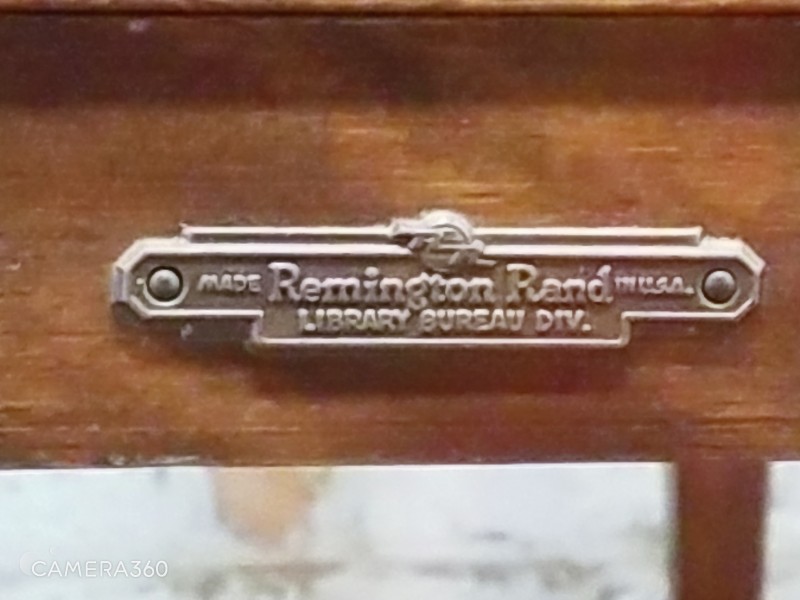 MADE Remington Rand IN U.S.A.
LIBRARY BUREAU DIV.
CAMERA360